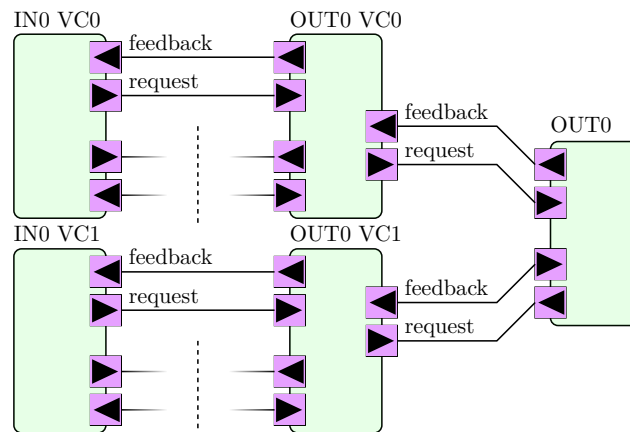 IN0 VC0
OUT0 VC0
feedback
request
feedback
OUT0
request
IN0 VC1
OUT0 VC1
feedback
request
feedback
request